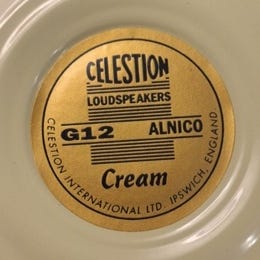 CELESTION
LOUDSPEAKERS
G12 ALNICO
Cream
CELESTION INTERNATIONAL LTD. IPSWICH, ENGLAND